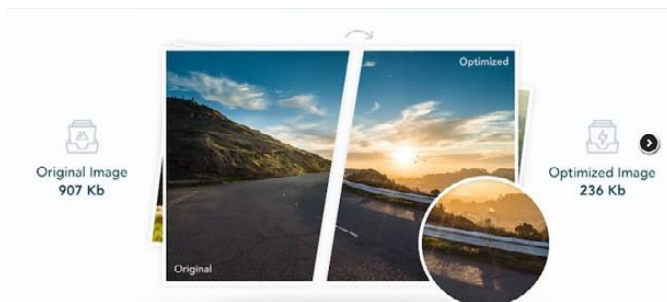 Optimized
Original Image
907 Kb
Optimized Image
236 Kb
Original